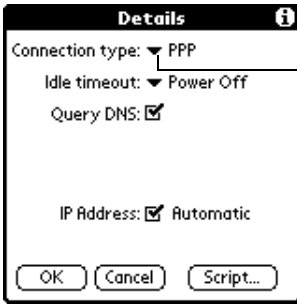 Details
Connection type: PPP
Idle timeout: Power Off
Query DNS:
IP Address: Automatic
OK Cancel Script...